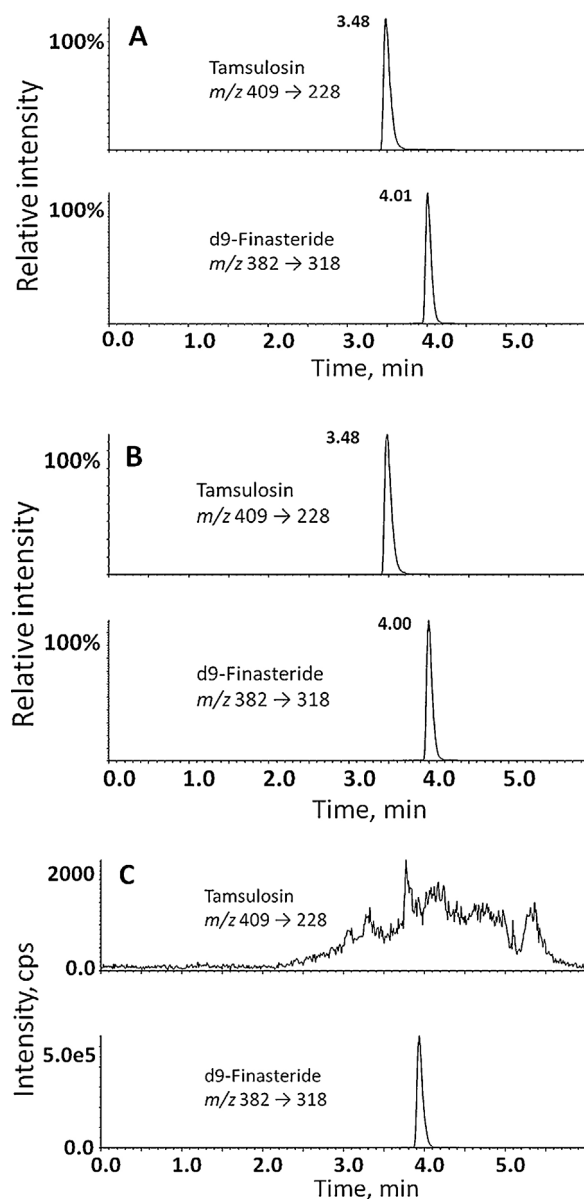 A
3.48
100%
Tamsulosin
m/z 409 → 228
Relative intensity
4.01
100%
d9-Finasteride
m/z 382 → 318
0.0 1.0 2.0 3.0 4.0 5.0
Time, min
B
3.48
100%
Tamsulosin
m/z 409 → 228
Relative intensity
4.00
100%
d9-Finasteride
m/z 382 → 318
0.0 1.0 2.0 3.0 4.0 5.0
Time, min
C
2000
Tamsulosin
m/z 409 → 228
0.0
Intensity, cps
5.0e5
d9-Finasteride
m/z 382 → 318
0.0
0.0 1.0 2.0 3.0 4.0 5.0
Time, min